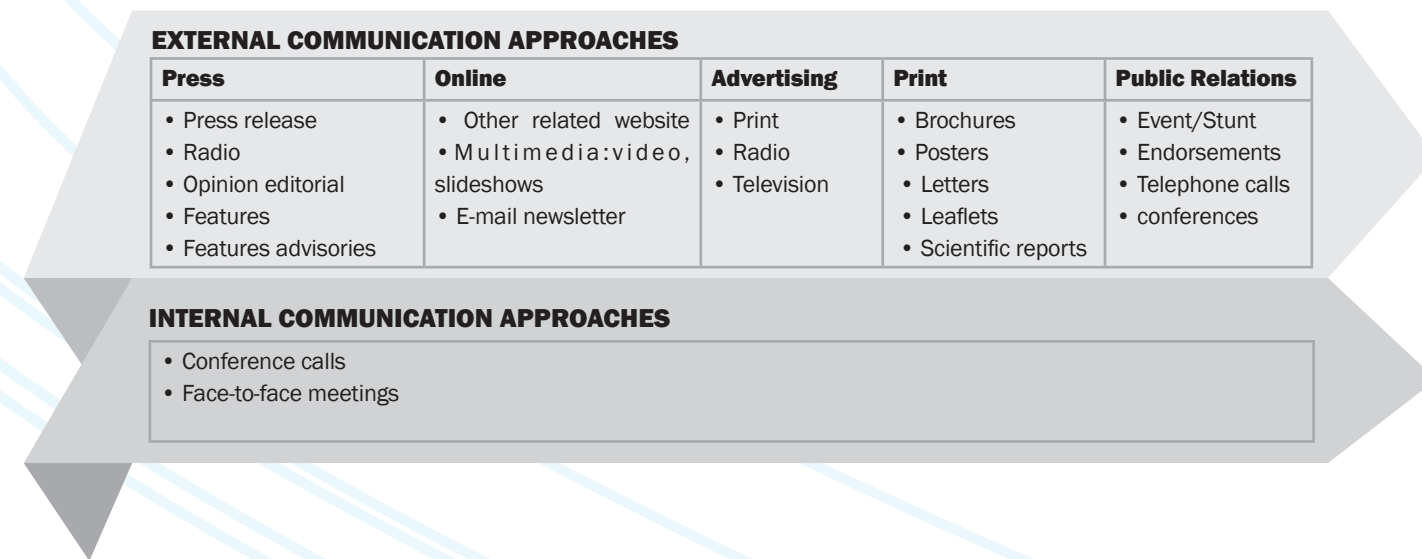 EXTERNAL COMMUNICATION APPROACHES
Press
• Press release
• Radio
• Opinion editorial
• Features
• Features advisories
Online
• Other related website
• Multimedia:video,
slideshows
• E-mail newsletter
Advertising
• Print
• Radio
• Television
Print
• Brochures
• Posters
• Letters
• Leaflets
• Scientific reports
Public Relations
• Event/Stunt
• Endorsements
• Telephone calls
• conferences
INTERNAL COMMUNICATION APPROACHES
• Conference calls
• Face-to-face meetings